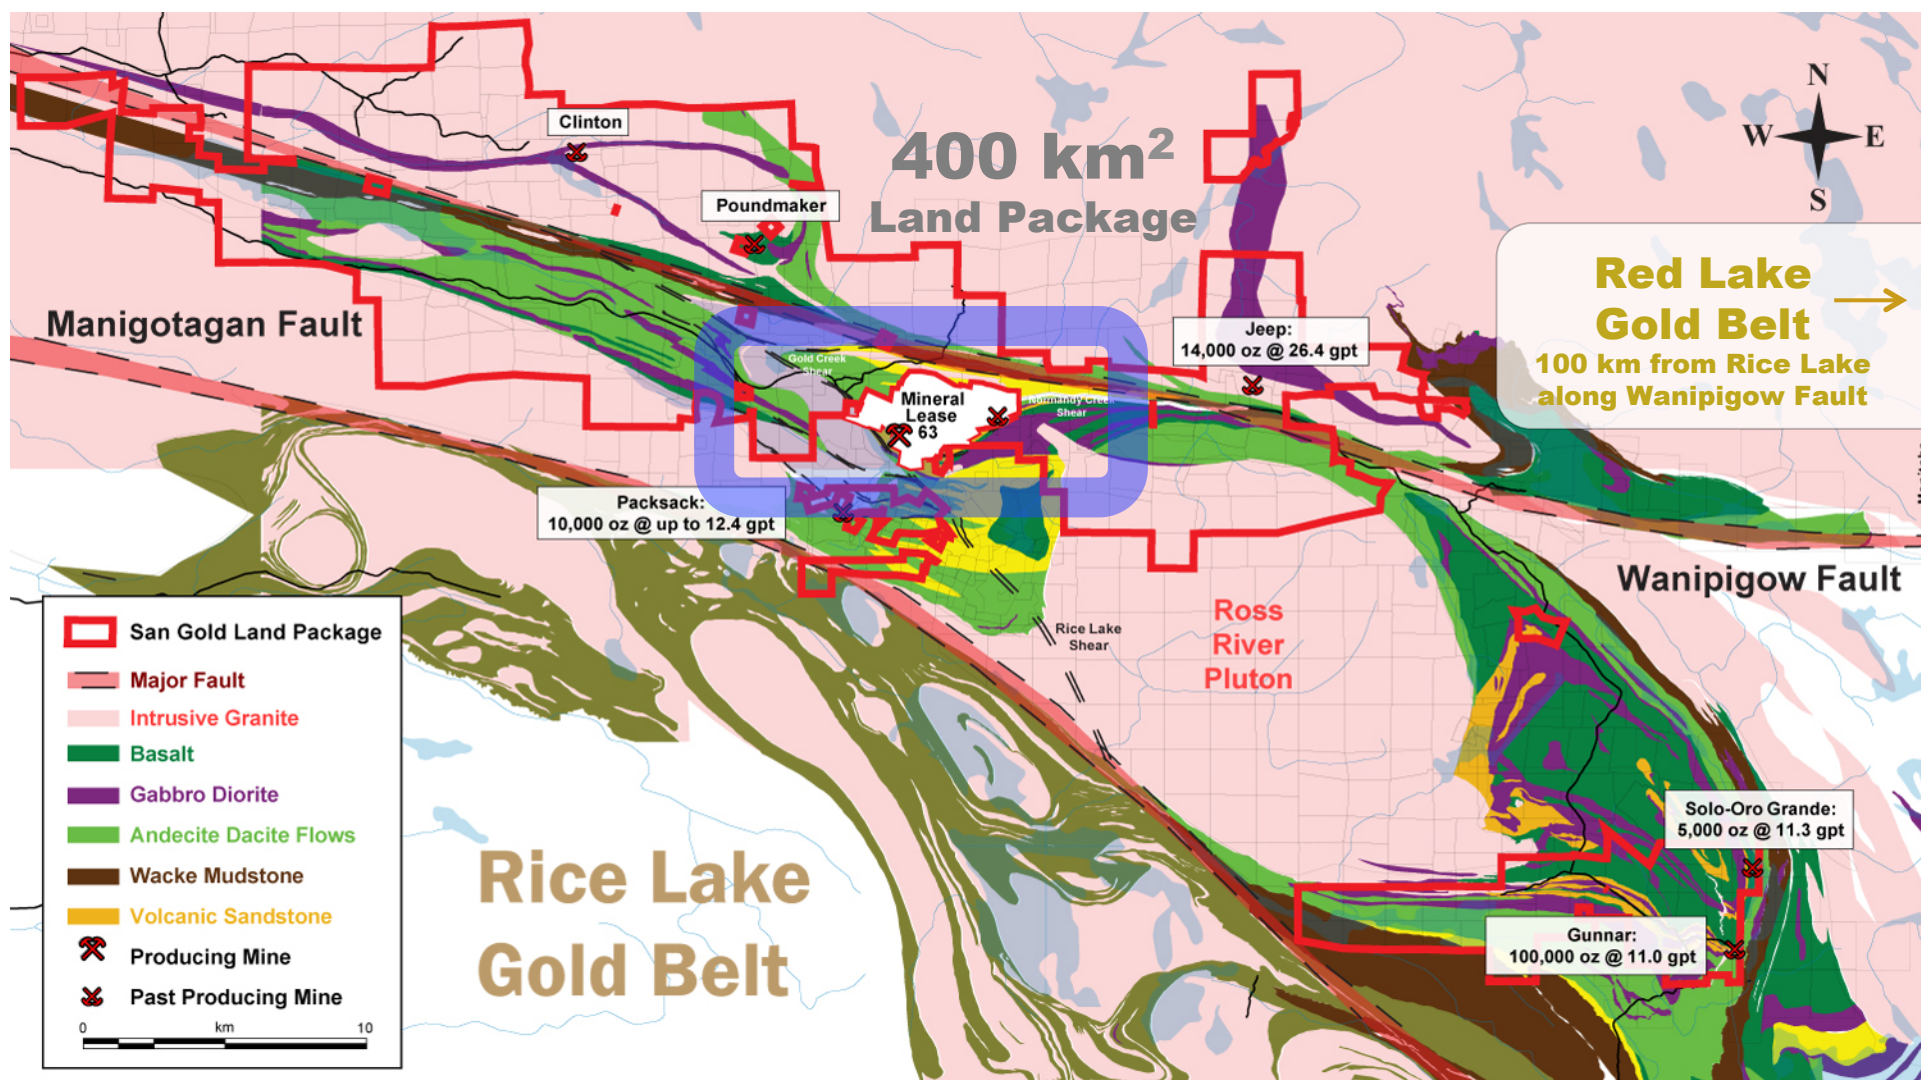 Clinton
400 km²
Land Package
Poundmaker
N
W E
S
Red Lake
Gold Belt
100 km from Rice Lake
along Wanipigow Fault
Manigotagan Fault
Jeep:
14,000 oz @ 26.4 gpt
Gold Creek
Shear
Mineral
Lease
63
Normandy Creek
Shear
Packsack:
10,000 oz @ up to 12.4 gpt
Wanipigow Fault
Ross
River
Pluton
Rice Lake
Shear
San Gold Land Package
Major Fault
Intrusive Granite
Basalt
Gabbro Diorite
Andecite Dacite Flows
Wacke Mudstone
Volcanic Sandstone
Producing Mine
Past Producing Mine
0 km 10
Rice Lake
Gold Belt
Solo-Oro Grande:
5,000 oz @ 11.3 gpt
Gunnar:
100,000 oz @ 11.0 gpt